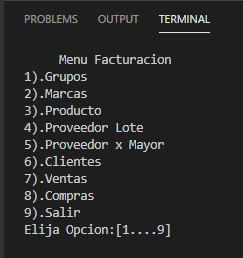 PROBLEMS OUTPUT TERMINAL
Menu Facturacion
1).Grupos
2).Marcas
3).Producto
4).Proveedor Lote
5).Proveedor x Mayor
6).Clientes
7).Ventas
8).Compras
9).Salir
Elija Opcion:[1....9]